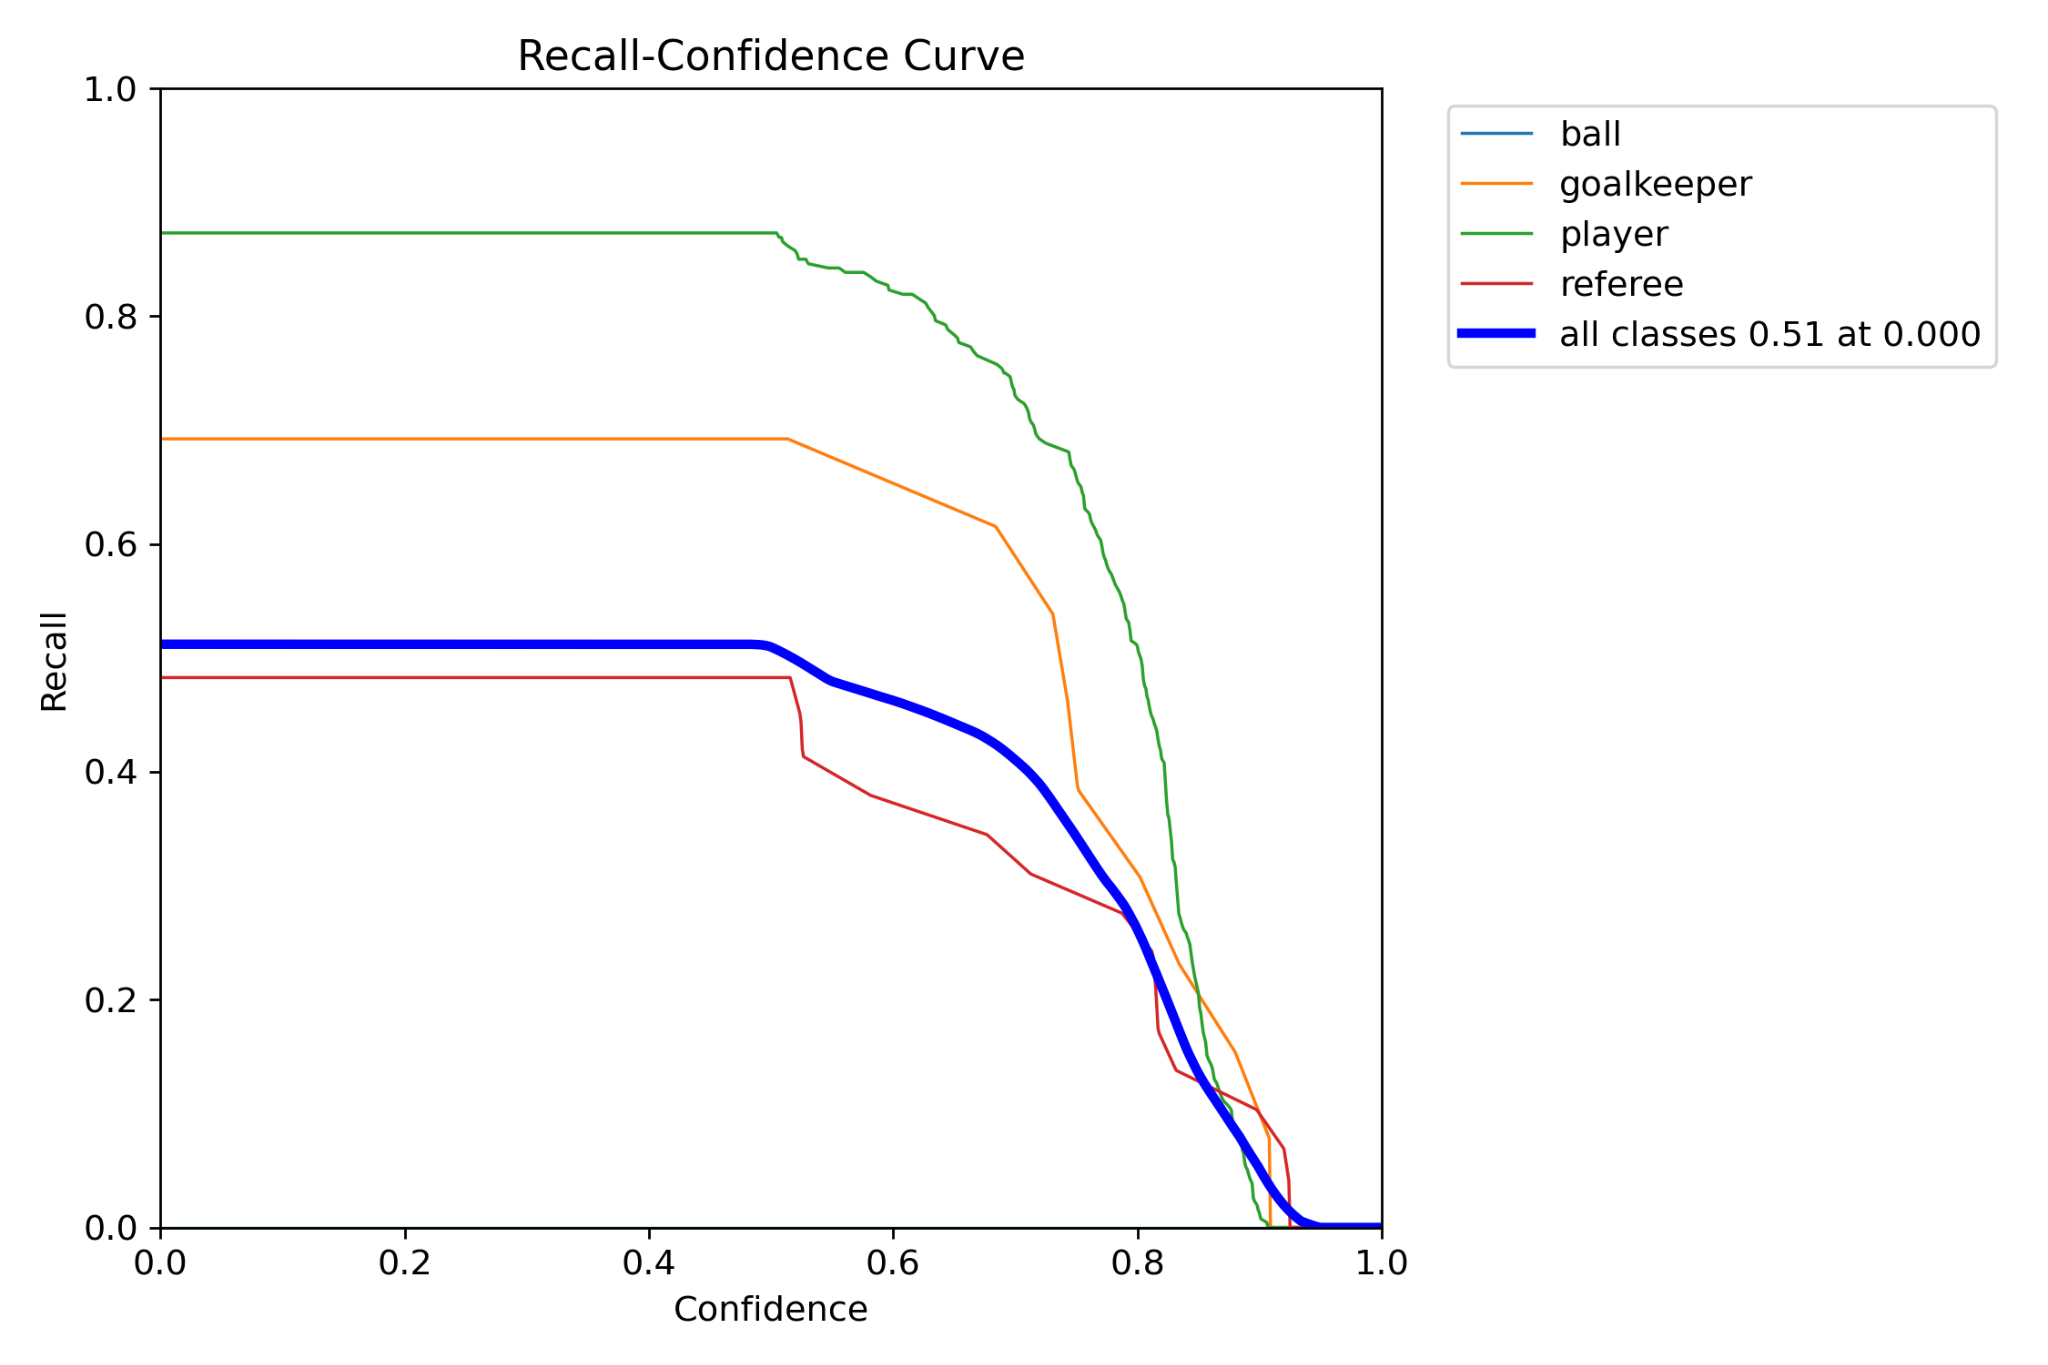 Recall-Confidence Curve
1.0
0.8
0.6
0.4
0.2
0.0
Recall
0.0 0.2 0.4 0.6 0.8 1.0
Confidence
ball
goalkeeper
player
referee
all classes 0.51 at 0.000